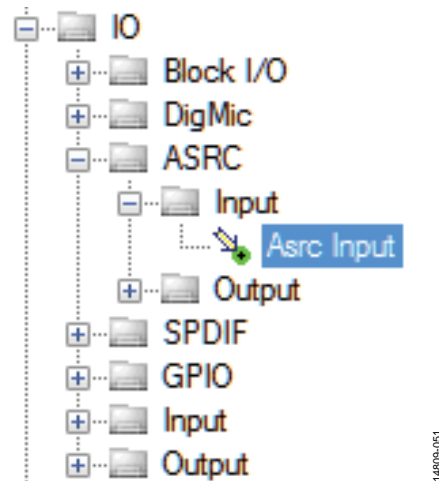 IO
Block I/O
DigMic
ASRC
Input
Asrc Input
Output
SPDIF
GPIO
Input
Output
14809-051